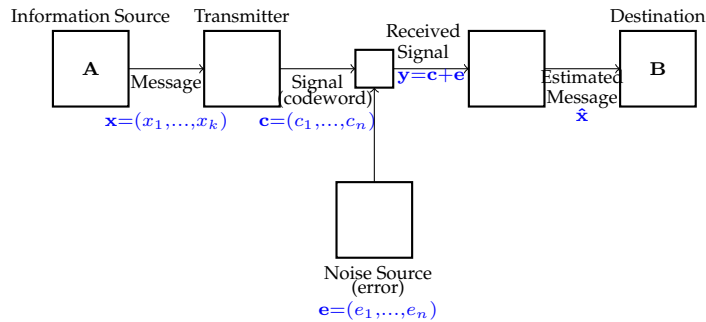 Information Source
Transmitter
Received
Signal
Destination
A
Message
x=(x₁,...,xₖ)
Signal
(codeword)
c=(c₁,...,cₙ)
y=c+e
Estimated
Message
x̂
B
Noise Source
(error)
e=(e₁,...,eₙ)